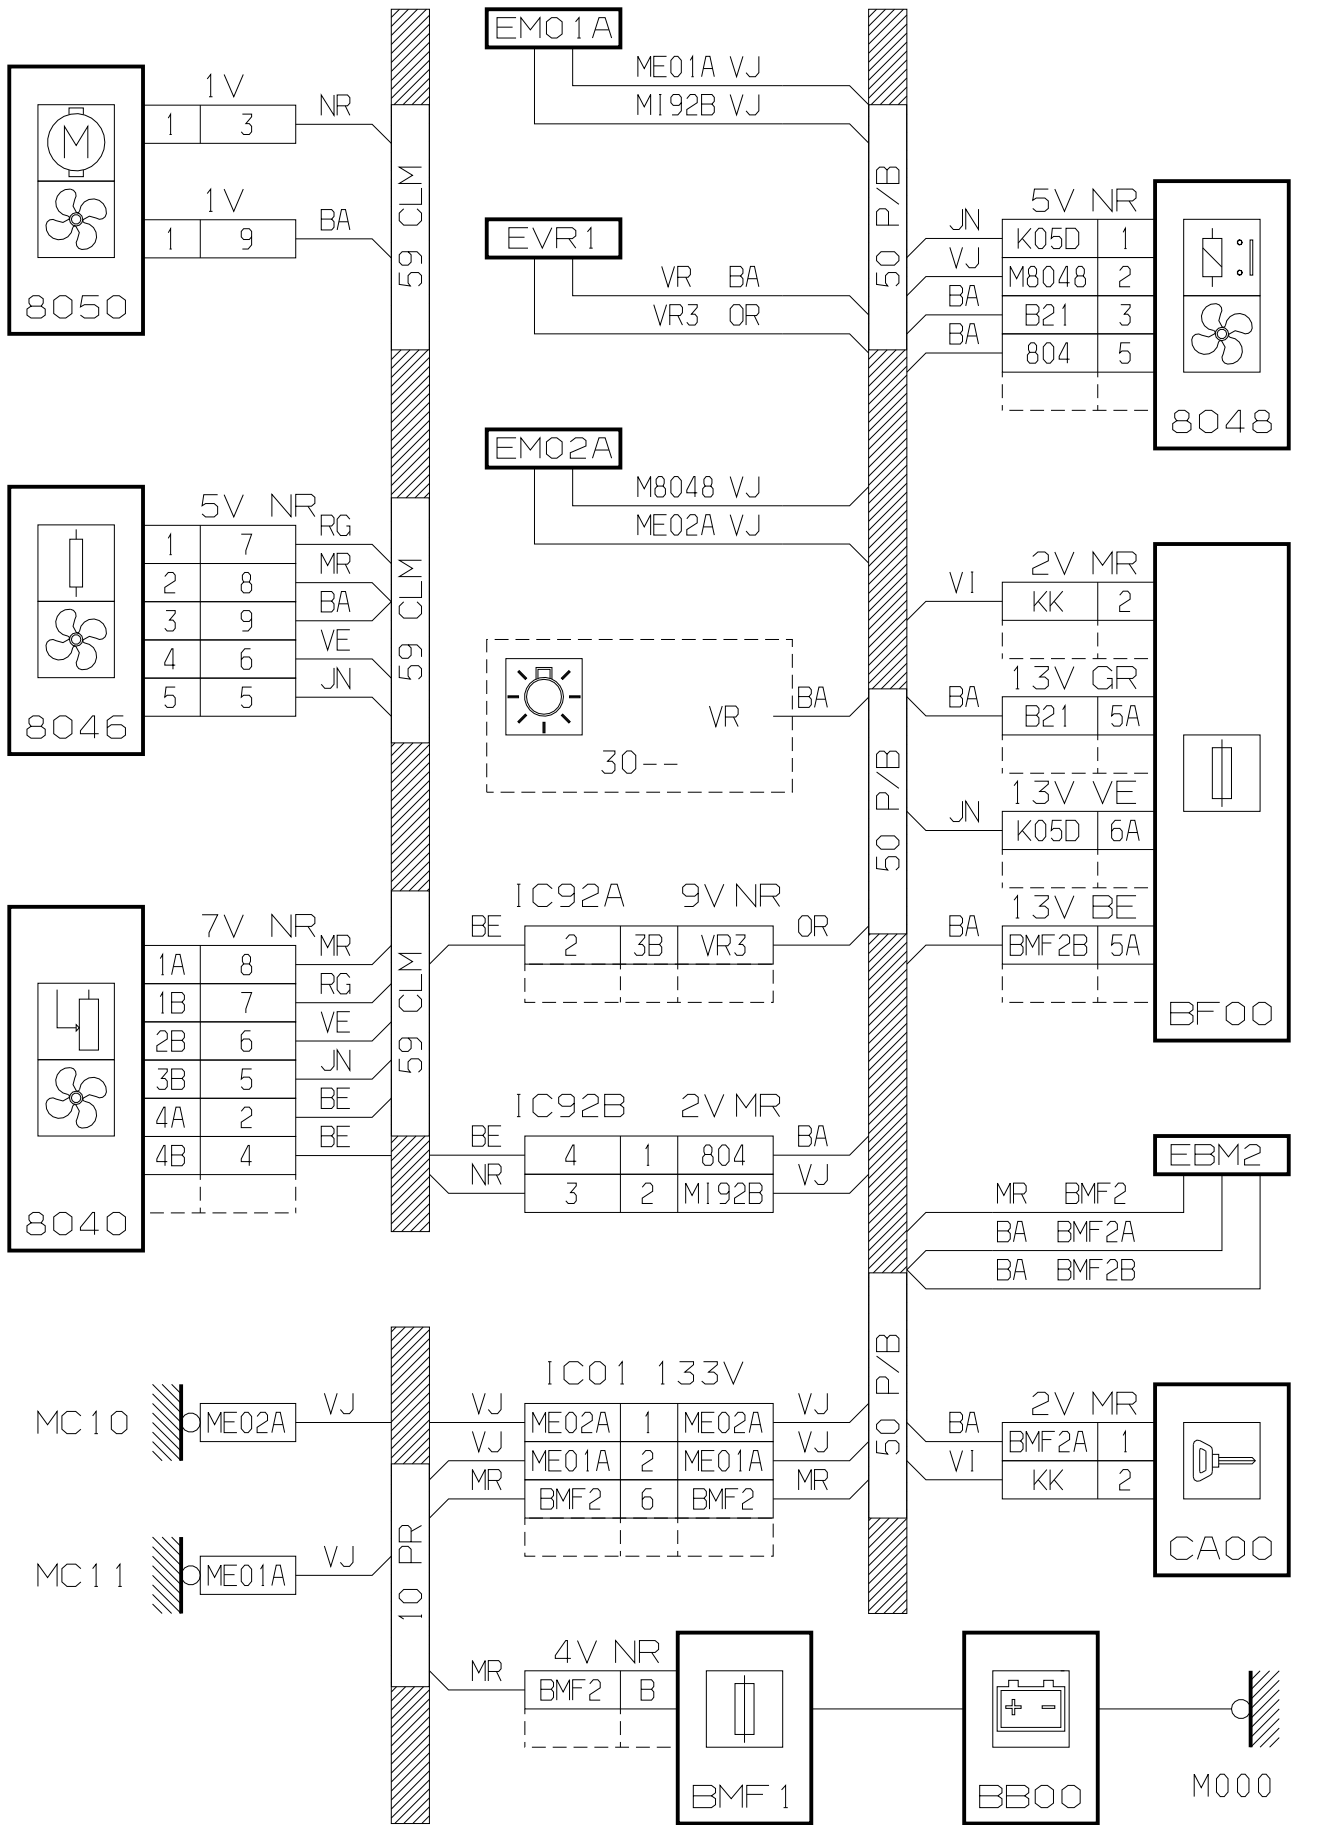 8050
M
1V
1 3 NR
1V
1 9 BA
59 CLM
EM01A
ME01A VJ
MI92B VJ
50 P/B
EVR1
VR BA
VR3 OR
5V NR
JN K05D 1
VJ M8048 2
BA B21 3
BA 804 5
8048
EM02A
M8048 VJ
ME02A VJ
8046
5V NR
1 7 RG
2 8 MR
3 9 BA
4 6 VE
5 5 JN
59 CLM
VR BA
30--
50 P/B
2V MR
VI KK 2
13V GR
BA B21 5A
13V VE
JN K05D 6A
13V BE
BA BMF2B 5A
BF00
8040
7V NR
1A 8 MR
1B 7 RG
2B 6 VE
3B 5 JN
4A 2 BE
4B 4 BE
59 CLM
IC92A 9V NR
BE 2 3B VR3 OR
IC92B 2V MR
BE 4 1 804 BA
NR 3 2 MI92B VJ
EBM2
MR BMF2
BA BMF2A
BA BMF2B
50 P/B
MC10 ME02A VJ
MC11 ME01A VJ
10 PR
IC01 133V
VJ ME02A 1 ME02A VJ
VJ ME01A 2 ME01A VJ
MR BMF2 6 BMF2 MR
2V MR
BA BMF2A 1
VI KK 2
CA00
4V NR
MR BMF2 B
BMF1
+ -
BB00
M000